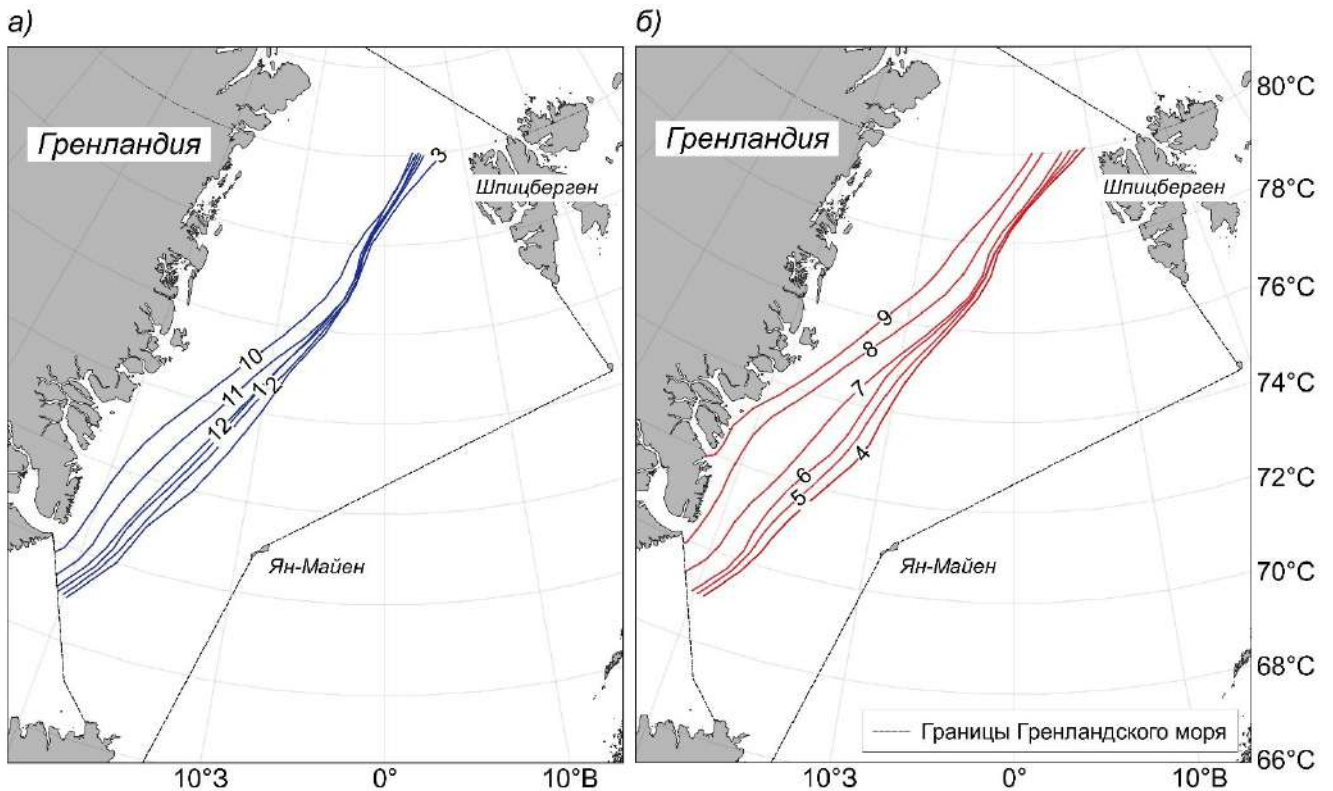 а)
Гренландия
Шпицберген
Ян-Майен
3
10
11
1
2
12
10°З
0°
10°В
б)
Гренландия
Шпицберген
Ян-Майен
9
8
7
6
5
4
Границы Гренландского моря
10°З
0°
10°В
80°С
78°С
76°С
74°С
72°С
70°С
68°С
66°С